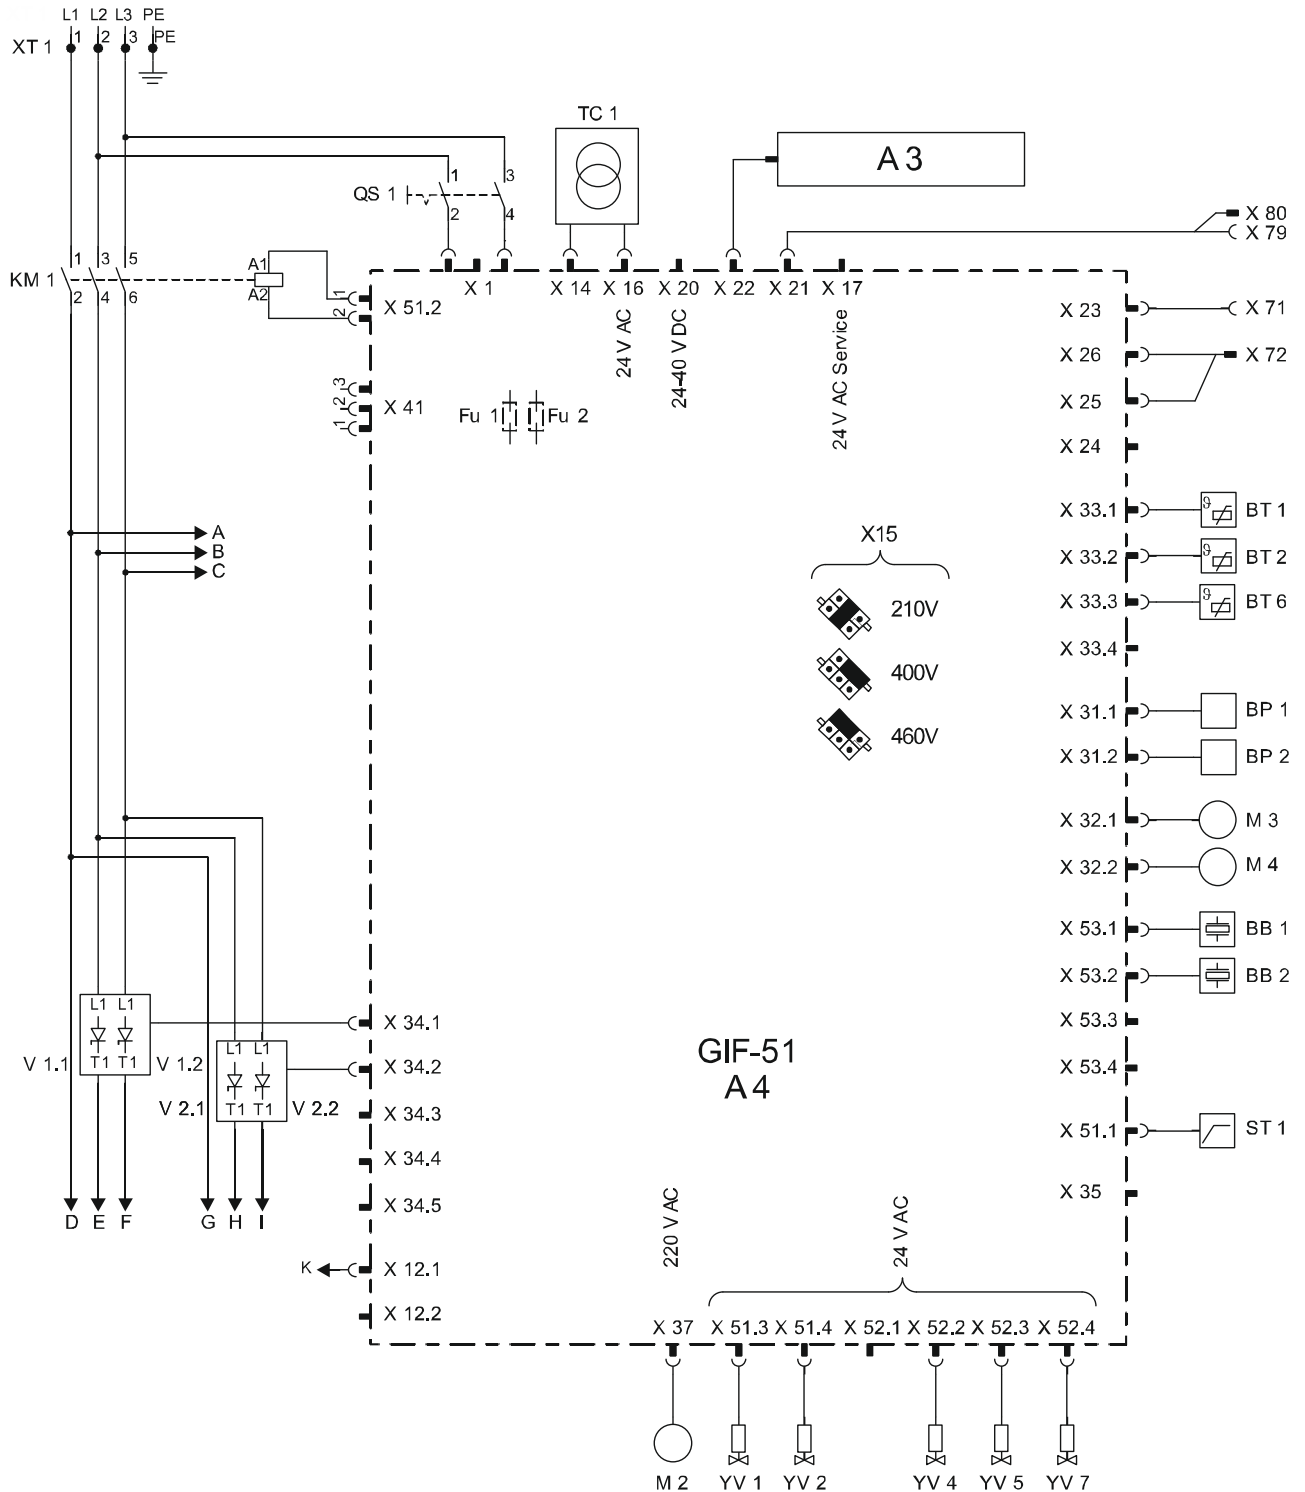 L1 L2 L3 PE
XT 1 1 2 3 PE
TC 1
A 3
QS 1 1 3
2 4
X 80
X 79
KM 1 1 3 5
2 4 6
A1
A2
1
2
X 51.2
X 1 X 14 X 16 X 20 X 22 X 21 X 17
24 V AC
24-40 V DC
24 V AC Service
3
2
1
X 41
Fu 1 Fu 2
X 23 X 71
X 26 X 72
X 25
X 24
A
B
C
X15
210V
400V
460V
X 33.1 ϑ BT 1
X 33.2 ϑ BT 2
X 33.3 ϑ BT 6
X 33.4
X 31.1 BP 1
X 31.2 BP 2
X 32.1 M 3
X 32.2 M 4
X 53.1 BB 1
X 53.2 BB 2
X 53.3
X 53.4
X 51.1 ST 1
X 35
L1 L1
T1 T1
V 1.1 V 1.2
L1 L1
T1 T1
V 2.1 V 2.2
X 34.1
X 34.2
X 34.3
X 34.4
X 34.5
GIF-51
A 4
D E F G H I
K X 12.1
X 12.2
220 V AC
24 V AC
X 37 X 51.3 X 51.4 X 52.1 X 52.2 X 52.3 X 52.4
M 2 YV 1 YV 2 YV 4 YV 5 YV 7